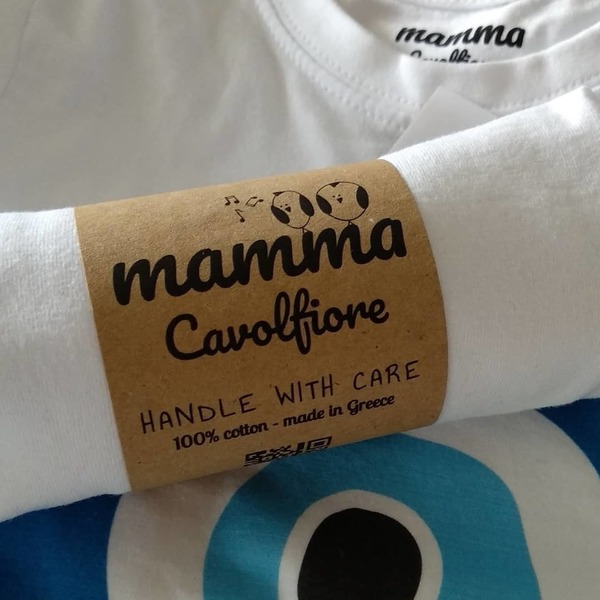 mamma
mamma
Cavolfiore
HANDLE WITH CARE
100% cotton - made in Greece